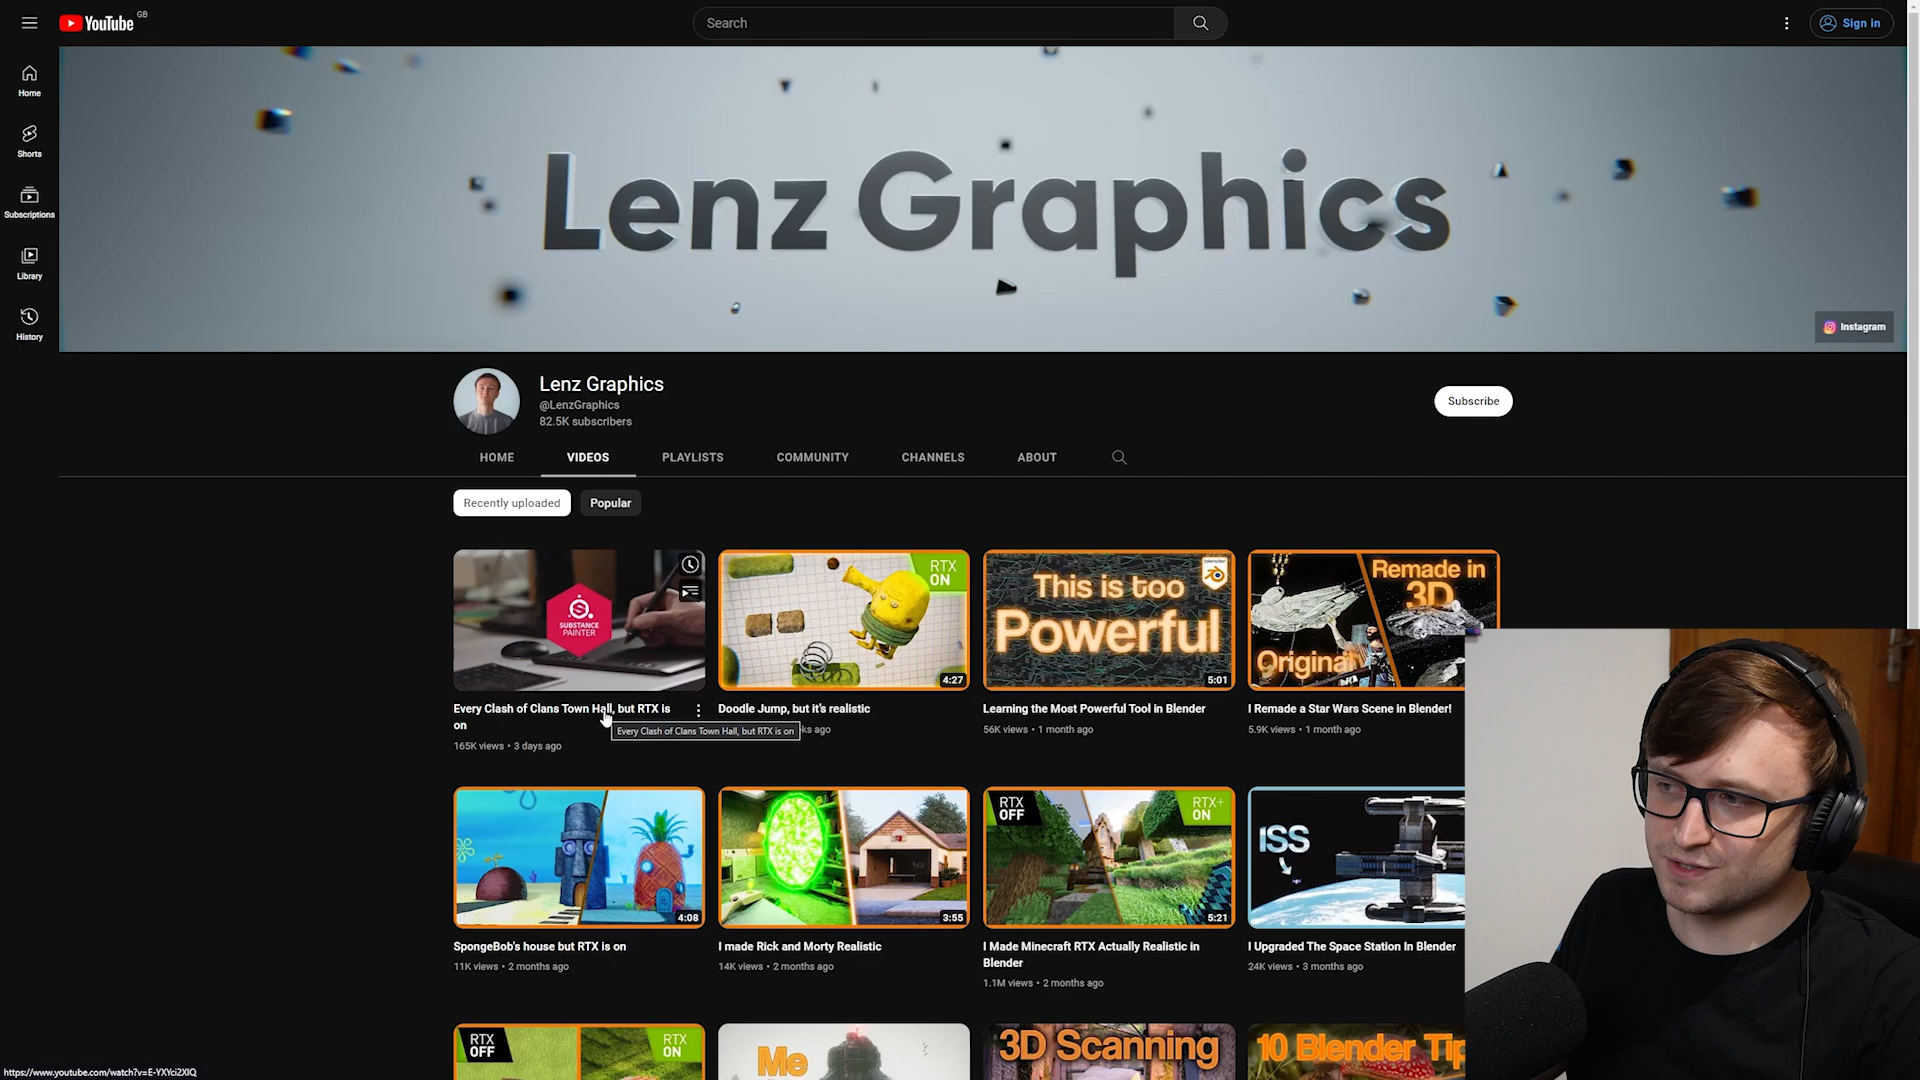 YouTube GB
Search
Sign in
Home
Shorts
Subscriptions
Library
History
Lenz Graphics
Instagram
Lenz Graphics
@LenzGraphics
82.5K subscribers
Subscribe
HOME VIDEOS PLAYLISTS COMMUNITY CHANNELS ABOUT
Recently uploaded Popular
SUBSTANCE
PAINTER
RTX
ON
4:27
This is too
Powerful
blender
5:01
Remade in
3D
Original
Every Clash of Clans Town Hall, but RTX is
on
165K views • 3 days ago
Every Clash of Clans Town Hall, but RTX is on
Doodle Jump, but it's realistic
ks ago
Learning the Most Powerful Tool in Blender
56K views • 1 month ago
I Remade a Star Wars Scene in Blender!
5.9K views • 1 month ago
4:08
3:55
RTX
OFF
RTX+
ON
5:21
ISS
SpongeBob's house but RTX is on
11K views • 2 months ago
I made Rick and Morty Realistic
14K views • 2 months ago
I Made Minecraft RTX Actually Realistic in
Blender
1.1M views • 2 months ago
I Upgraded The Space Station In Blender
24K views • 3 months ago
RTX
OFF
RTX
ON
Me
3D Scanning
10 Blender Tip
https://www.youtube.com/watch?v=E-YXYci2XlQ